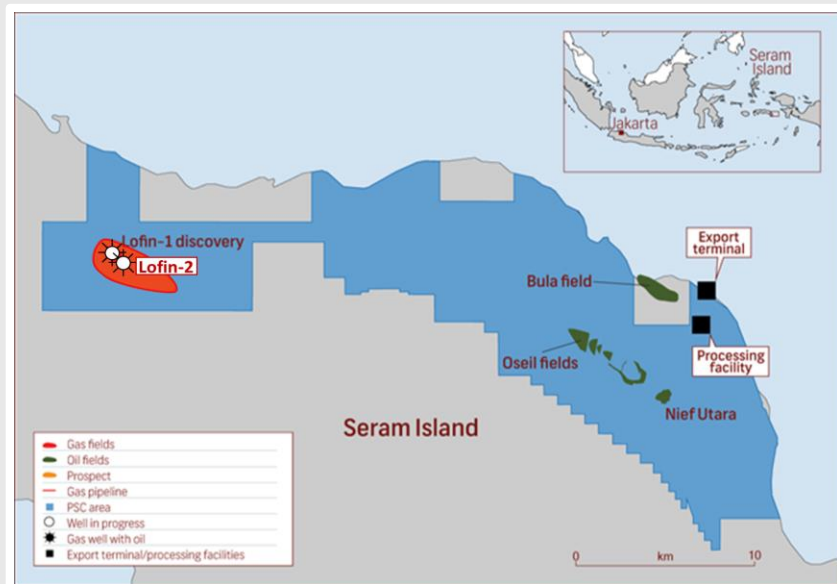 Seram
Island
Jakarta
Lofin-1 discovery
Lofin-2
Export
terminal
Bula field
Processing
facility
Oseil fields
Nief Utara
Seram Island
Gas fields
Oil fields
Prospect
Gas pipeline
PSC area
Well in progress
Gas well with oil
Export terminal/processing facilities
0 km 10